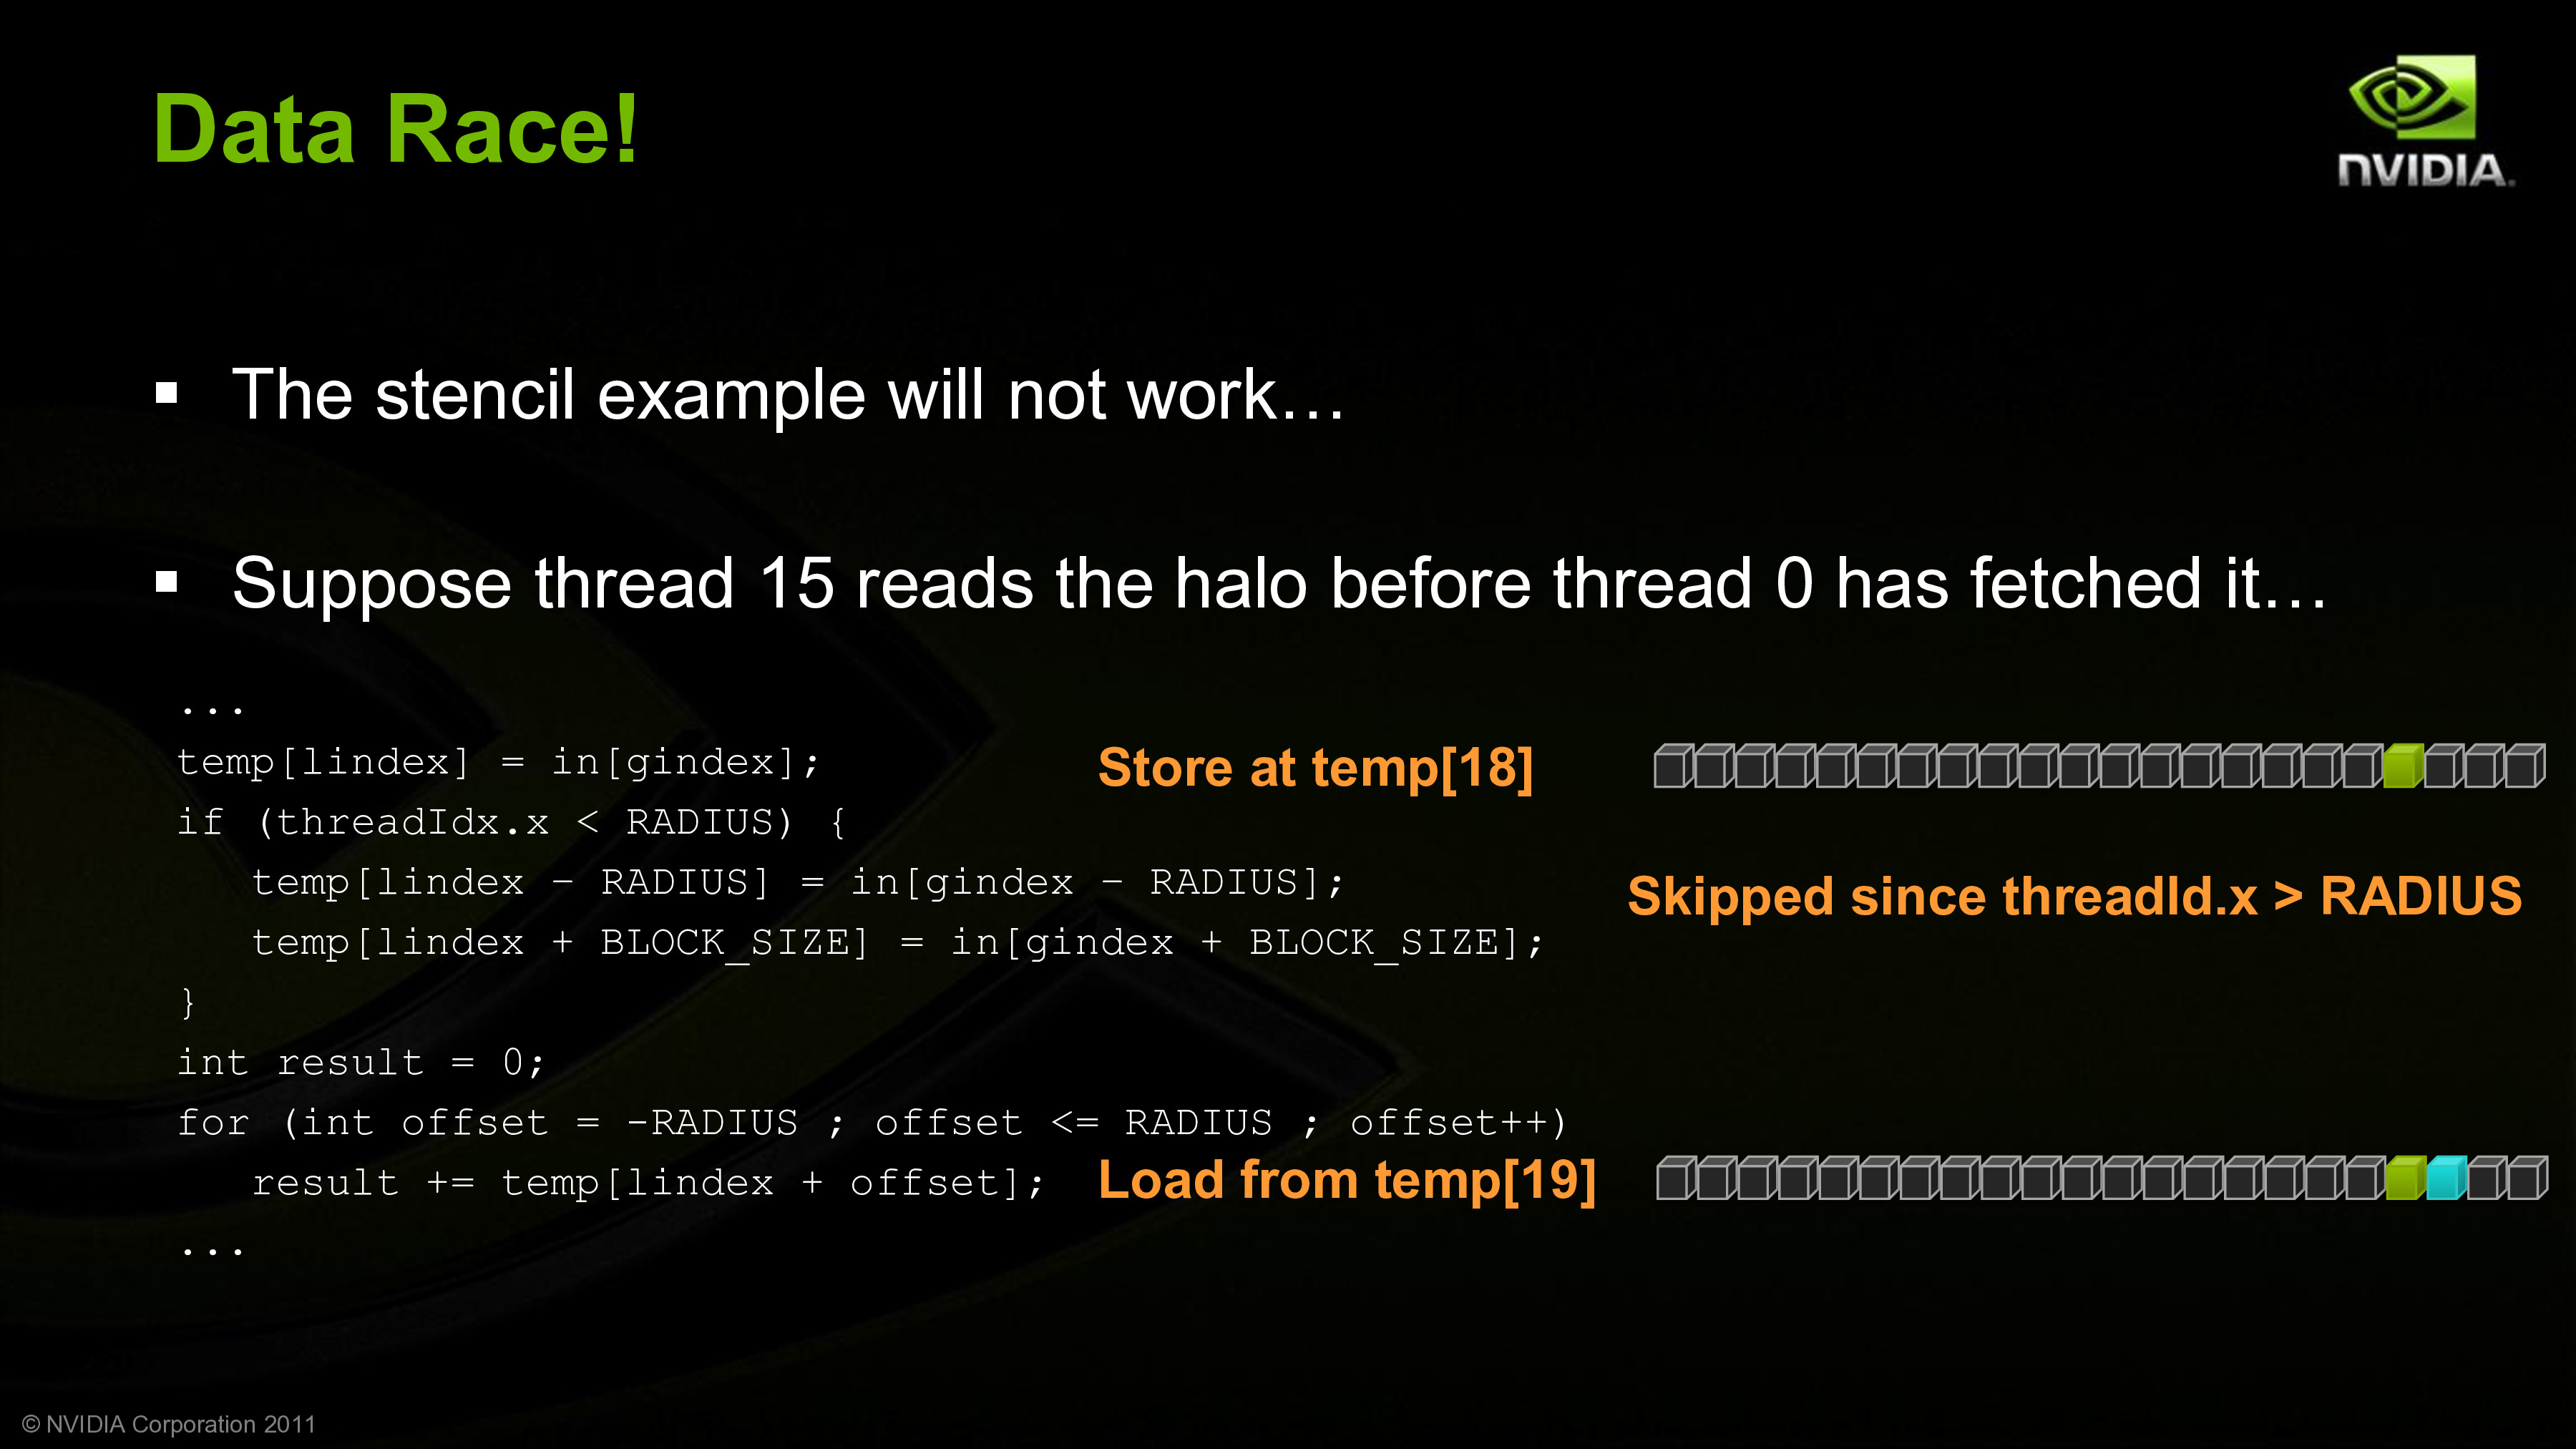 Data Race!
NVIDIA.
▪ The stencil example will not work…
▪ Suppose thread 15 reads the halo before thread 0 has fetched it…
...
temp[lindex] = in[gindex]; Store at temp[18]
if (threadIdx.x < RADIUS) {
temp[lindex – RADIUS] = in[gindex – RADIUS]; Skipped since threadId.x > RADIUS
temp[lindex + BLOCK_SIZE] = in[gindex + BLOCK_SIZE];
}
int result = 0;
for (int offset = -RADIUS ; offset <= RADIUS ; offset++)
result += temp[lindex + offset]; Load from temp[19]
...
© NVIDIA Corporation 2011